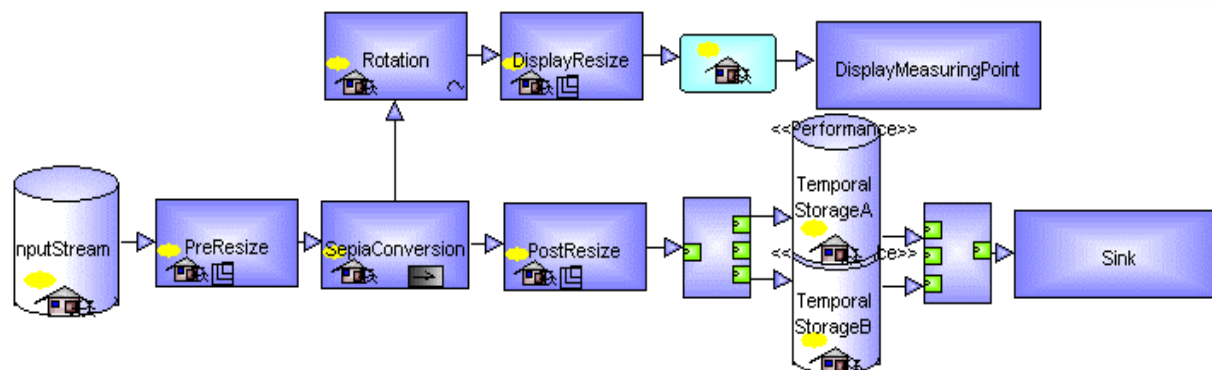 Rotation
DisplayResize
DisplayMeasuringPoint
<<Performance>>
nputStream
PreResize
SepiaConversion
PostResize
Temporal
StorageA
Sink
Temporal
StorageB